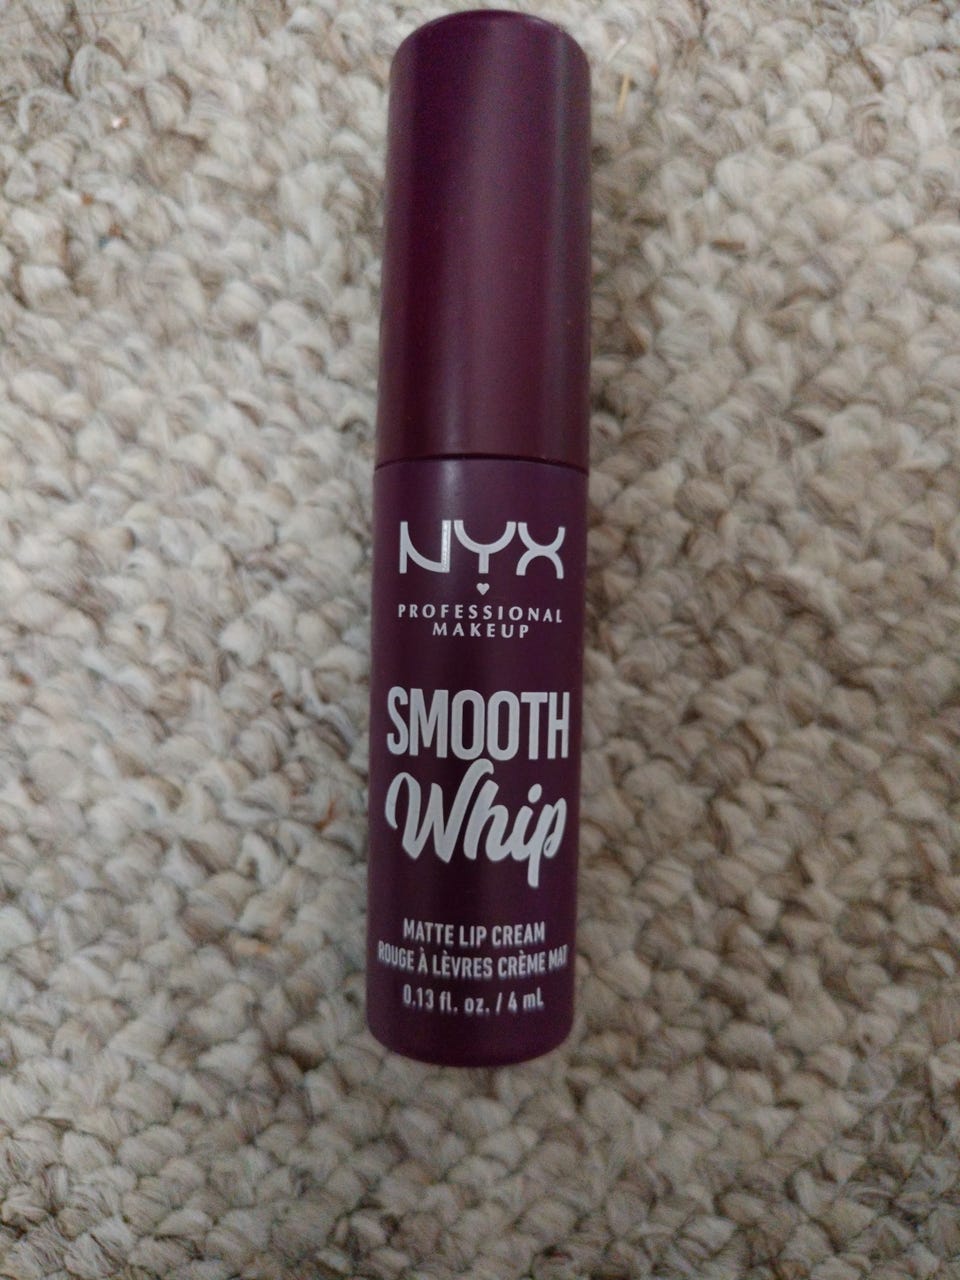 NYX
PROFESSIONAL
MAKEUP
SMOOTH
Whip
MATTE LIP CREAM
ROUGE À LÈVRES CRÈME MAT
0.13 fl. oz. / 4 mL